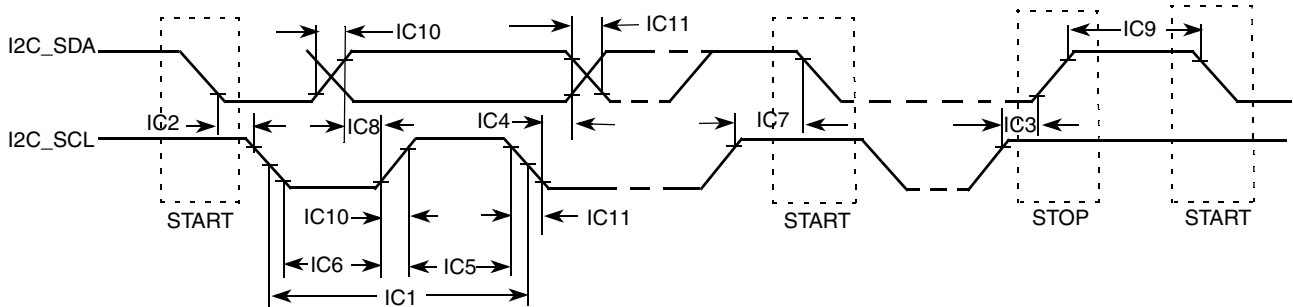 IC10
IC11
IC9
I2C_SDA
IC2
IC8
IC4
IC7
IC3
I2C_SCL
START
IC10
IC11
START
STOP
START
IC6
IC5
IC1